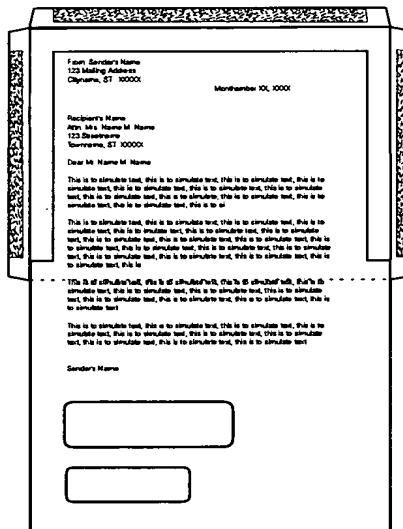 From: Sender's Name
123 Mailing Address
Cityname, ST XXXXX
Monthember XX, XXXX
Recipient's Name
Attn: Mrs. Name M. Name
123 Streetname
Townname, ST XXXXX
Dear Mr. Name M. Name
This is to simulate text, this is to simulate text, this is to simulate text, this is to
simulate text, this is to simulate text, this is to simulate text, this is to simulate
text, this is to simulate text, this is to simulate, this is to simulate text, this is to
simulate text, this is to simulate text, this is to si
This is to simulate text, this is to simulate text, this is to simulate text, this is to
simulate text, this is to imulate text, this is to simulate text, this is to simulate
text, this is to simulate text, this is to simulate text, this is to simulate text, this is
to simulate text, this is to simulate text, this is to simulate text, this is to simulate
text, this is to simulate text, this is to simulate text, this is to simulate text, this is
to simulate text, this is
This is to simulate text, this is to simulate text, this is to simulate text, this is to
simulate text, this is to simulate text, this is to simulate text, this is to simulate
text, this is to simulate text, this is to simulate text, this is to simulate text, this is
to simulate text
This is to simulate text, this is to simulate text, this is to simulate text, this is to
simulate text, this is to simulate text, this is to simulate text, this is to simulate
text, this is to simulate text, this is to simulate text, this is to simulate text
Sender's Name